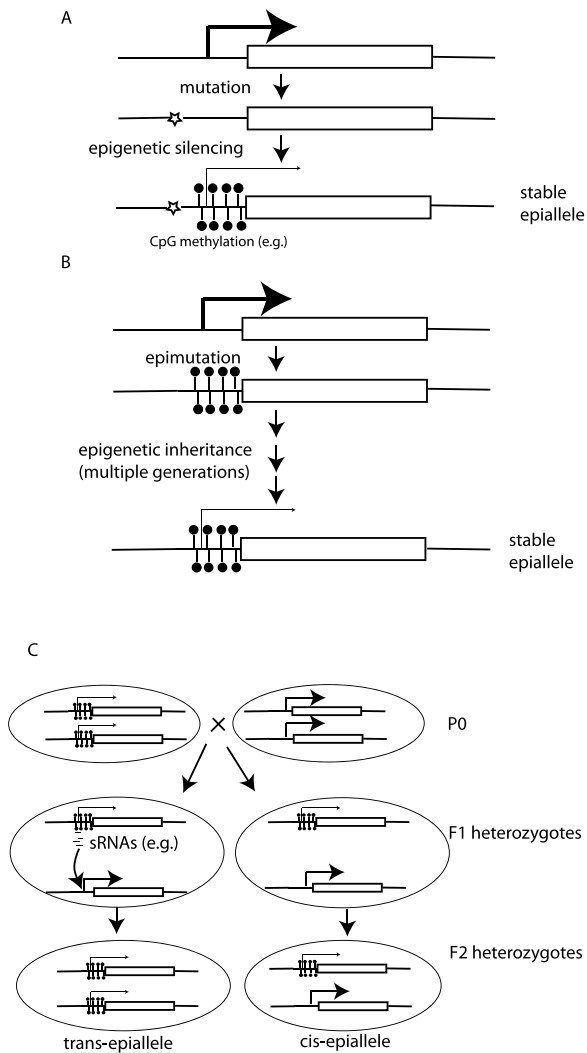 A
mutation
epigenetic silencing
stable
epiallele
CpG methylation (e.g.)
B
epimutation
epigenetic inheritance
(multiple generations)
stable
epiallele
C
P0
sRNAs (e.g.)
F1 heterozygotes
F2 heterozygotes
trans-epiallele
cis-epiallele